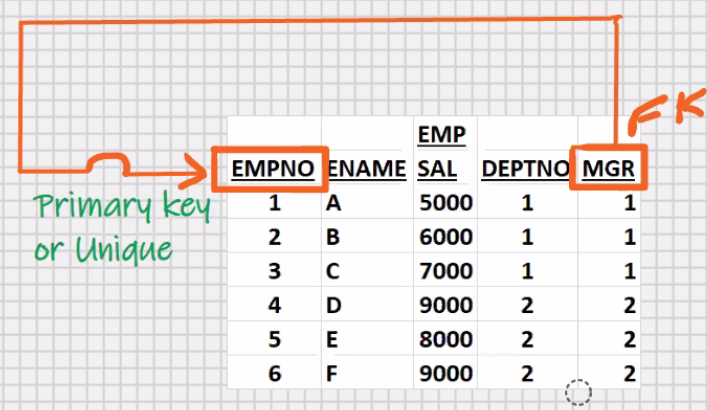 FK
EMP
EMPNO ENAME SAL DEPTNO MGR
1 A 5000 1 1
2 B 6000 1 1
3 C 7000 1 1
4 D 9000 2 2
5 E 8000 2 2
6 F 9000 2 2
Primary key
or Unique